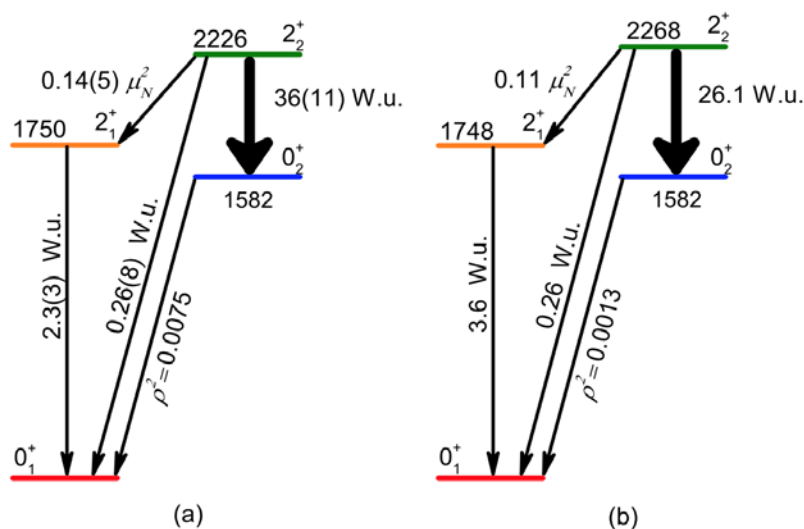 2226 2₂⁺
0.14(5) μ_N²
36(11) W.u.
1750 2₁⁺
0₂⁺
1582
2.3(3) W.u.
0.26(8) W.u.
ρ²=0.0075
0₁⁺
(a)
2268 2₂⁺
0.11 μ_N²
26.1 W.u.
1748 2₁⁺
0₂⁺
1582
3.6 W.u.
0.26 W.u.
ρ²=0.0013
0₁⁺
(b)